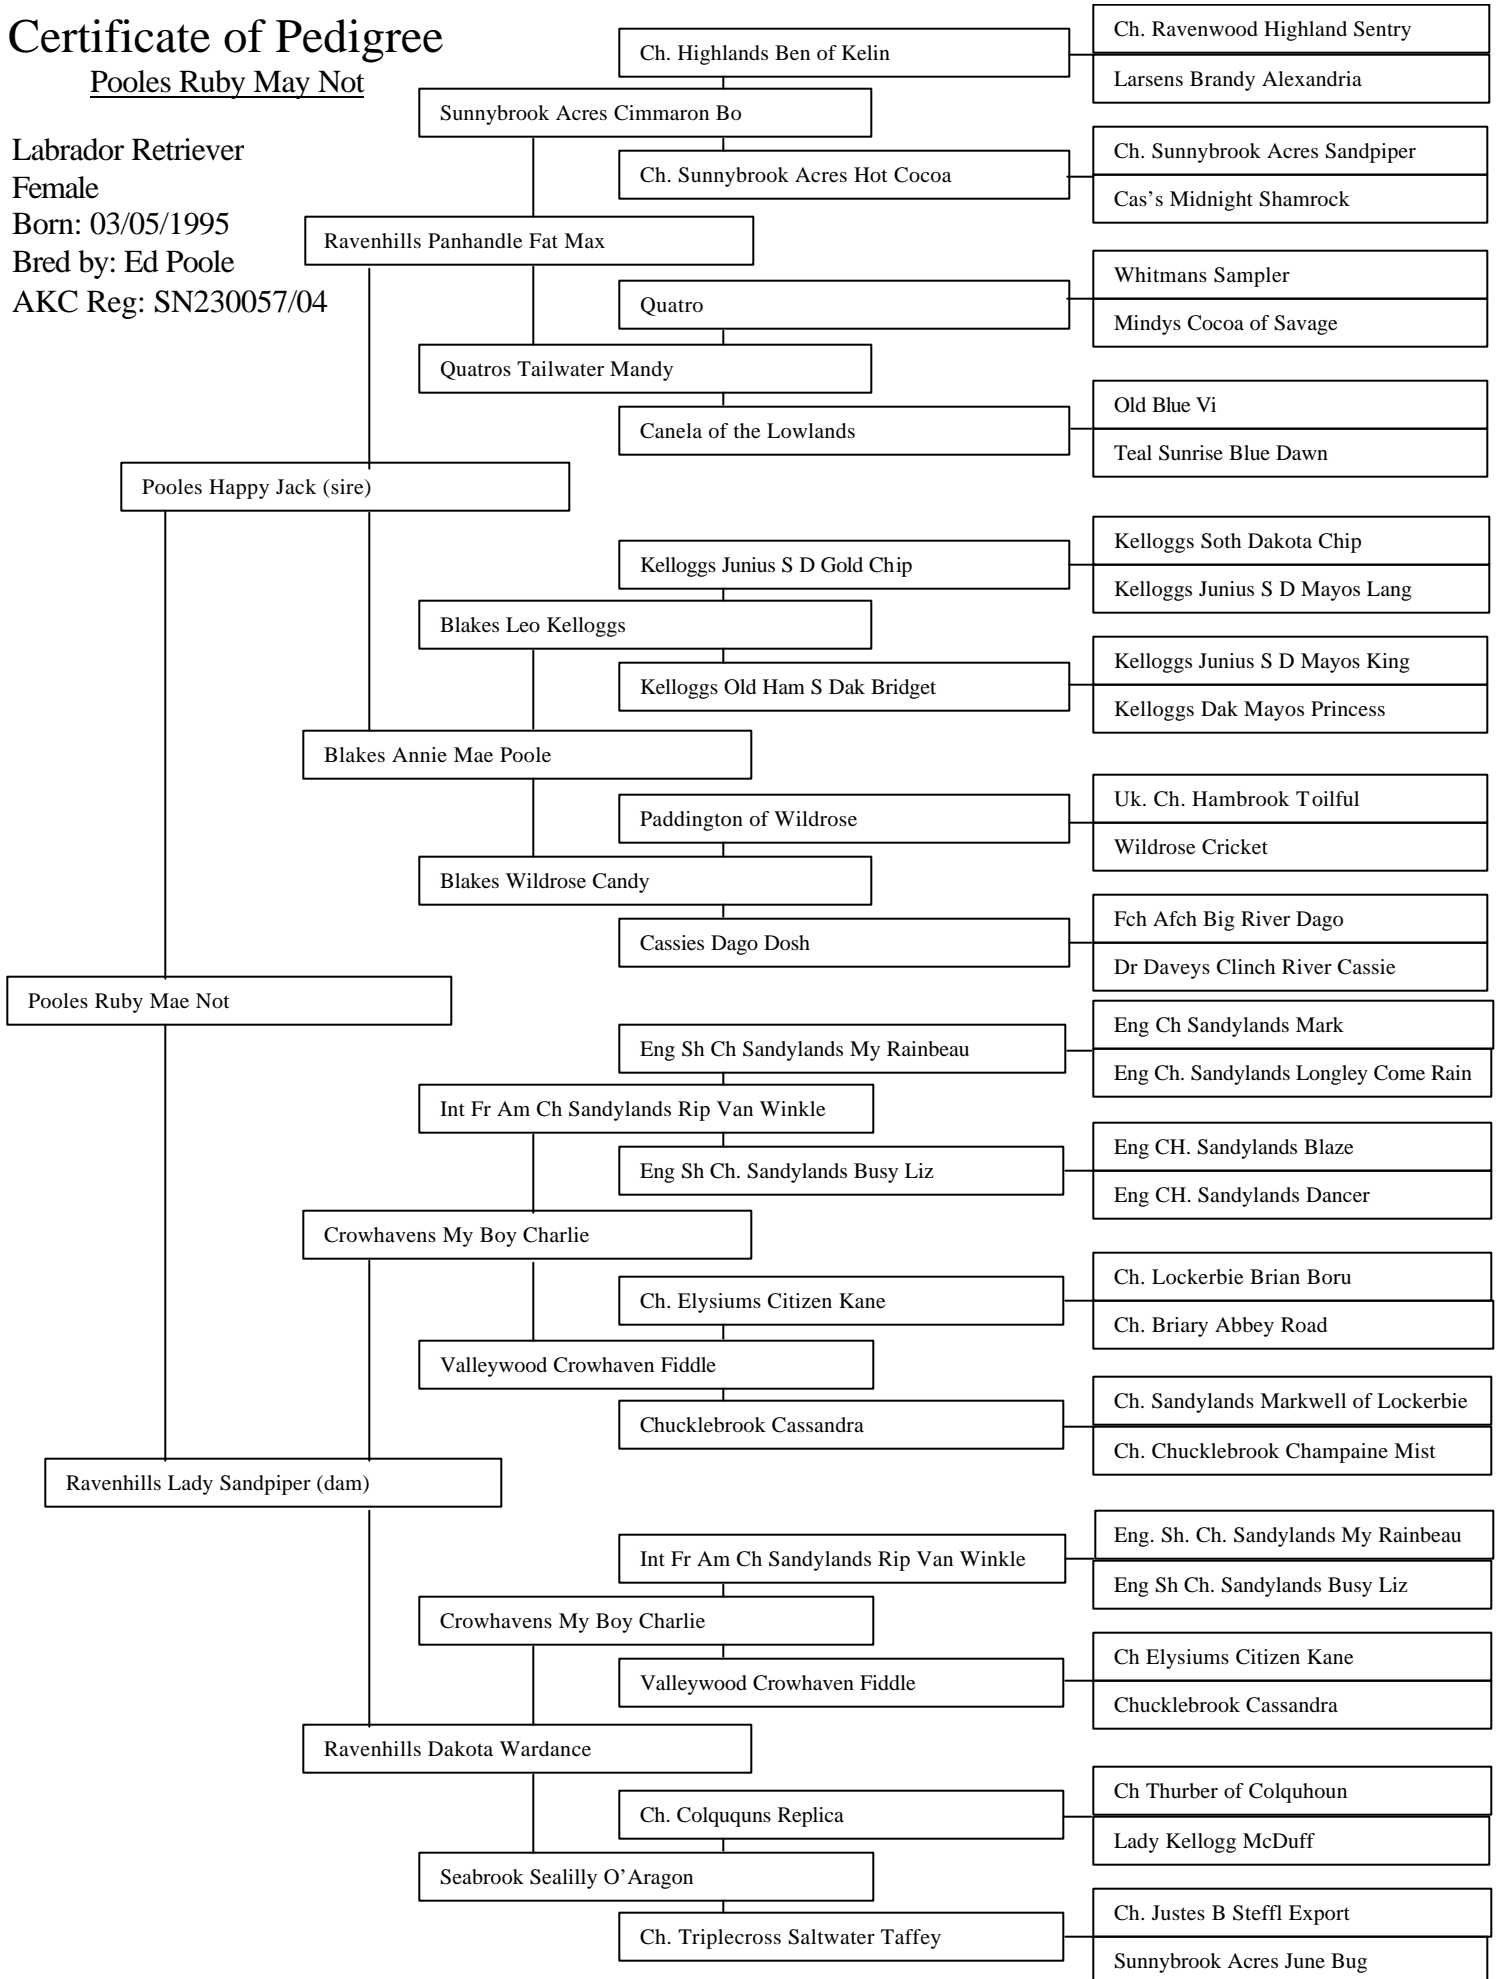 Certificate of Pedigree
Pooles Ruby May Not
Labrador Retriever
Female
Born: 03/05/1995
Bred by: Ed Poole
AKC Reg: SN230057/04
Ch. Ravenwood Highland Sentry
Ch. Highlands Ben of Kelin
Larsens Brandy Alexandria
Sunnybrook Acres Cimmaron Bo
Ch. Sunnybrook Acres Sandpiper
Ch. Sunnybrook Acres Hot Cocoa
Cas's Midnight Shamrock
Ravenhills Panhandle Fat Max
Whitmans Sampler
Quatro
Mindys Cocoa of Savage
Quatros Tailwater Mandy
Old Blue Vi
Canela of the Lowlands
Teal Sunrise Blue Dawn
Pooles Happy Jack (sire)
Kelloggs Soth Dakota Chip
Kelloggs Junius S D Gold Chip
Kelloggs Junius S D Mayos Lang
Blakes Leo Kelloggs
Kelloggs Junius S D Mayos King
Kelloggs Old Ham S Dak Bridget
Kelloggs Dak Mayos Princess
Blakes Annie Mae Poole
Uk. Ch. Hambrook Toilful
Paddington of Wildrose
Wildrose Cricket
Blakes Wildrose Candy
Fch Afch Big River Dago
Cassies Dago Dosh
Dr Daveys Clinch River Cassie
Pooles Ruby Mae Not
Eng Ch Sandylands Mark
Eng Sh Ch Sandylands My Rainbeau
Eng Ch. Sandylands Longley Come Rain
Int Fr Am Ch Sandylands Rip Van Winkle
Eng CH. Sandylands Blaze
Eng Sh Ch. Sandylands Busy Liz
Eng CH. Sandylands Dancer
Crowhavens My Boy Charlie
Ch. Lockerbie Brian Boru
Ch. Elysiums Citizen Kane
Ch. Briary Abbey Road
Valleywood Crowhaven Fiddle
Ch. Sandylands Markwell of Lockerbie
Chucklebrook Cassandra
Ch. Chucklebrook Champaine Mist
Ravenhills Lady Sandpiper (dam)
Eng. Sh. Ch. Sandylands My Rainbeau
Int Fr Am Ch Sandylands Rip Van Winkle
Eng Sh Ch. Sandylands Busy Liz
Crowhavens My Boy Charlie
Ch Elysiums Citizen Kane
Valleywood Crowhaven Fiddle
Chucklebrook Cassandra
Ravenhills Dakota Wardance
Ch Thurber of Colquhoun
Ch. Colququns Replica
Lady Kellogg McDuff
Seabrook Sealilly O'Aragon
Ch. Justes B Steffl Export
Ch. Triplecross Saltwater Taffey
Sunnybrook Acres June Bug